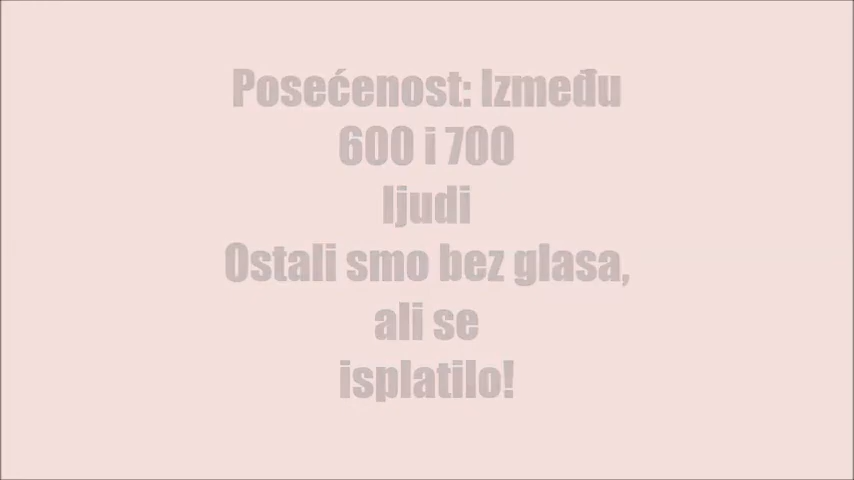 Posećenost: Između
600 i 700
ljudi
Ostali smo bez glasa,
ali se
isplatilo!